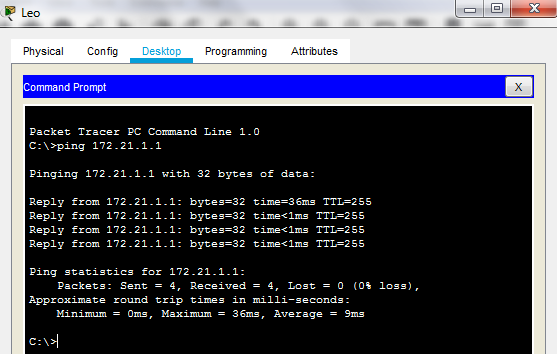 Leo
Physical Config Desktop Programming Attributes
Command Prompt
X
Packet Tracer PC Command Line 1.0
C:\>ping 172.21.1.1
Pinging 172.21.1.1 with 32 bytes of data:
Reply from 172.21.1.1: bytes=32 time=36ms TTL=255
Reply from 172.21.1.1: bytes=32 time<1ms TTL=255
Reply from 172.21.1.1: bytes=32 time<1ms TTL=255
Reply from 172.21.1.1: bytes=32 time<1ms TTL=255
Ping statistics for 172.21.1.1:
    Packets: Sent = 4, Received = 4, Lost = 0 (0% loss),
Approximate round trip times in milli-seconds:
    Minimum = 0ms, Maximum = 36ms, Average = 9ms
C:\>